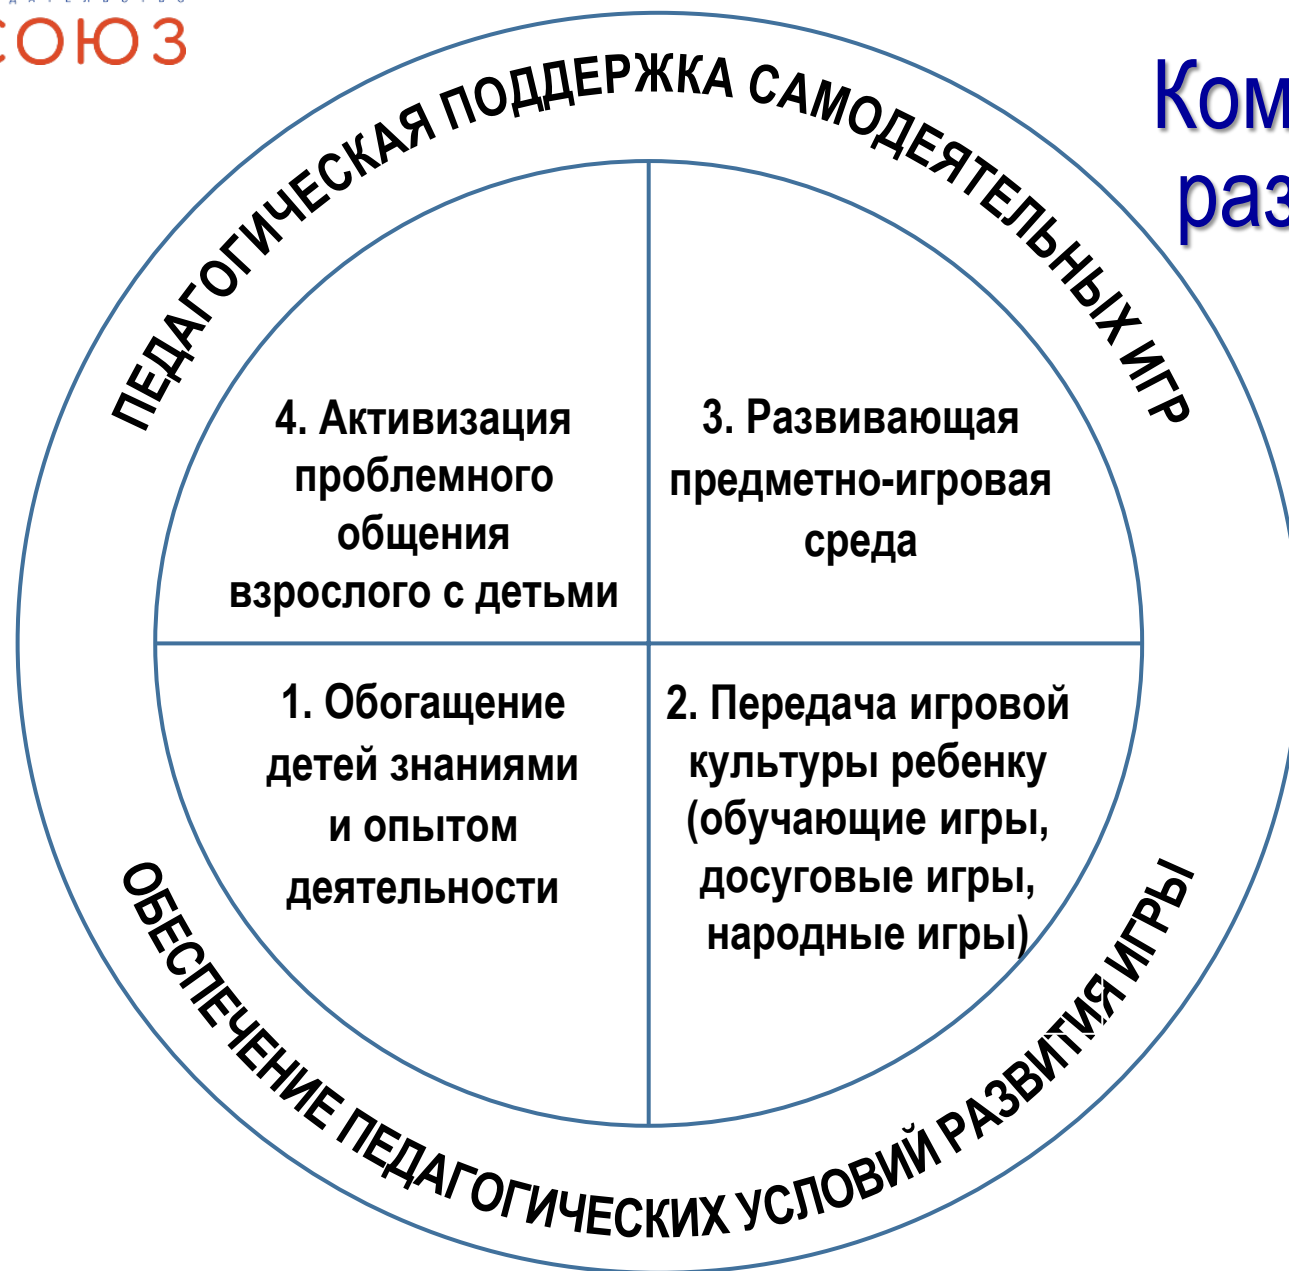 СОЮЗ
Ком
раз
ПЕДАГОГИЧЕСКАЯ ПОДДЕРЖКА САМОДЕЯТЕЛЬНЫХ ИГР
4. Активизация
проблемного
общения
взрослого с детьми
3. Развивающая
предметно-игровая
среда
1. Обогащение
детей знаниями
и опытом
деятельности
2. Передача игровой
культуры ребенку
(обучающие игры,
досуговые игры,
народные игры)
ОБЕСПЕЧЕНИЕ ПЕДАГОГИЧЕСКИХ УСЛОВИЙ РАЗВИТИЯ ИГРЫ